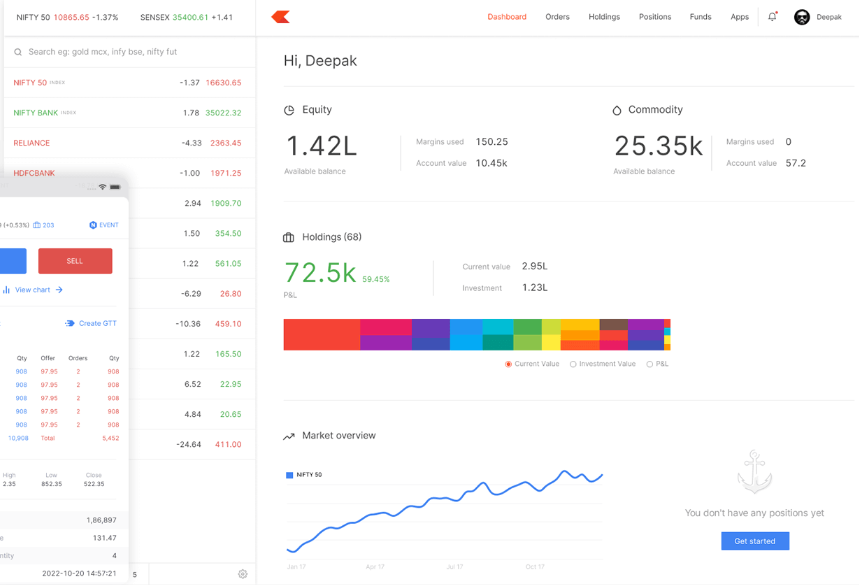 NIFTY 50 10865.65 -1.37% SENSEX 35400.61 +1.41
Dashboard Orders Holdings Positions Funds Apps Deepak
Search eg: gold mcx, infy bse, nifty fut
NIFTY 50 INDEX -1.37 16630.65
NIFTY BANK INDEX 1.78 35022.32
RELIANCE -4.33 2363.45
HDFCBANK -1.00 1971.25
2.94 1909.70
1.50 354.50
1.22 561.05
-6.29 26.80
-10.36 459.10
1.22 165.50
6.52 22.95
4.84 20.65
-24.64 411.00
5
(+0.53%) 203 EVENT
SELL
View chart
Create GTT
Qty Offer Orders Qty
908 97.95 2 908
908 97.95 2 908
908 97.95 2 908
908 97.95 2 908
908 97.95 2 908
10,908 Total 5,452
High Low Close
2.35 852.35 522.35
1,86,897
131.47
4
2022-10-20 14:57:21
Hi, Deepak
Equity
1.42L
Available balance
Margins used 150.25
Account value 10.45k
Commodity
25.35k
Available balance
Margins used 0
Account value 57.2
Holdings (68)
72.5k 59.45%
P&L
Current value 2.95L
Investment 1.23L
Current Value Investment Value P&L
Market overview
NIFTY 50
Jan 17 Apr 17 Jul 17 Oct 17
You don't have any positions yet
Get started